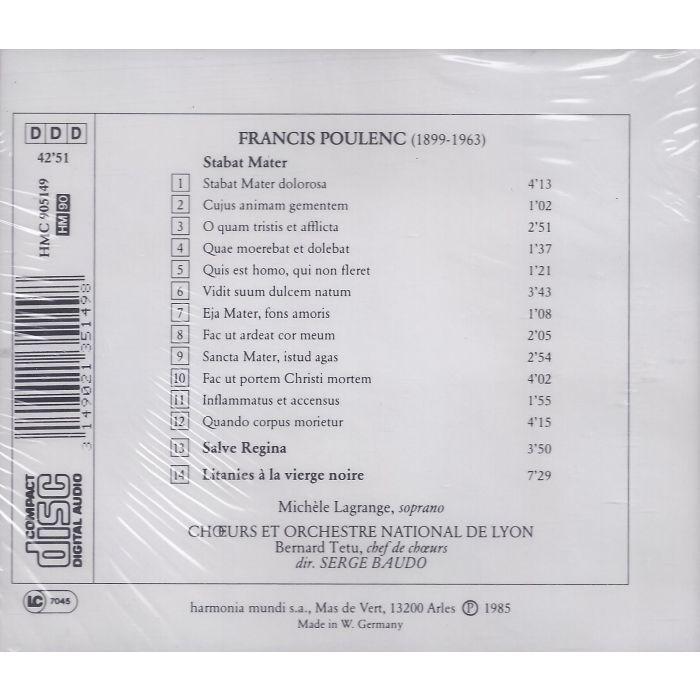 DDD
42'51
HMC 905149
HM 90
3 149021 351498
COMPACT
disc
DIGITAL AUDIO
LC 7045
FRANCIS POULENC (1899-1963)
Stabat Mater
1 Stabat Mater dolorosa 4'13
2 Cujus animam gementem 1'02
3 O quam tristis et afflicta 2'51
4 Quae moerebat et dolebat 1'37
5 Quis est homo, qui non fleret 1'21
6 Vidit suum dulcem natum 3'43
7 Eja Mater, fons amoris 1'08
8 Fac ut ardeat cor meum 2'05
9 Sancta Mater, istud agas 2'54
10 Fac ut portem Christi mortem 4'02
11 Inflammatus et accensus 1'55
12 Quando corpus morietur 4'15
13 Salve Regina 3'50
14 Litanies à la vierge noire 7'29
Michèle Lagrange, soprano
CHŒURS ET ORCHESTRE NATIONAL DE LYON
Bernard Tetu, chef de chœurs
dir. SERGE BAUDO
harmonia mundi s.a., Mas de Vert, 13200 Arles ℗ 1985
Made in W. Germany